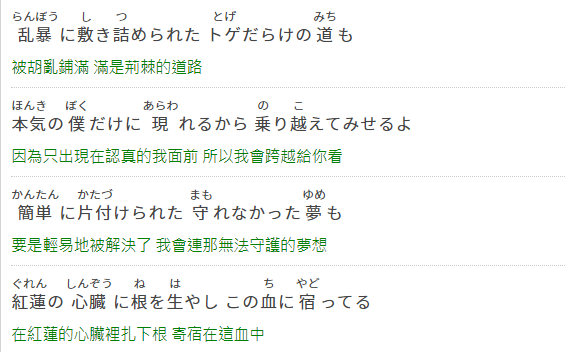 らんぼう し つ とげ みち
乱暴 に敷き詰められた トゲだらけの 道 も
被胡亂鋪滿 滿是荊棘的道路
ほんき ぼく あらわ の こ
本気の 僕 だけに 現 れるから 乗り越えてみせるよ
因為只出現在認真的我面前 所以我會跨越給你看
かんたん かたづ まも ゆめ
簡単 に片付けられた 守 れなかった 夢 も
要是輕易地被解決了 我會連那無法守護的夢想
ぐれん しんぞう ね は ち やど
紅蓮の 心臓 に根を生やし この血に 宿 ってる
在紅蓮的心臟裡扎下根 寄宿在這血中